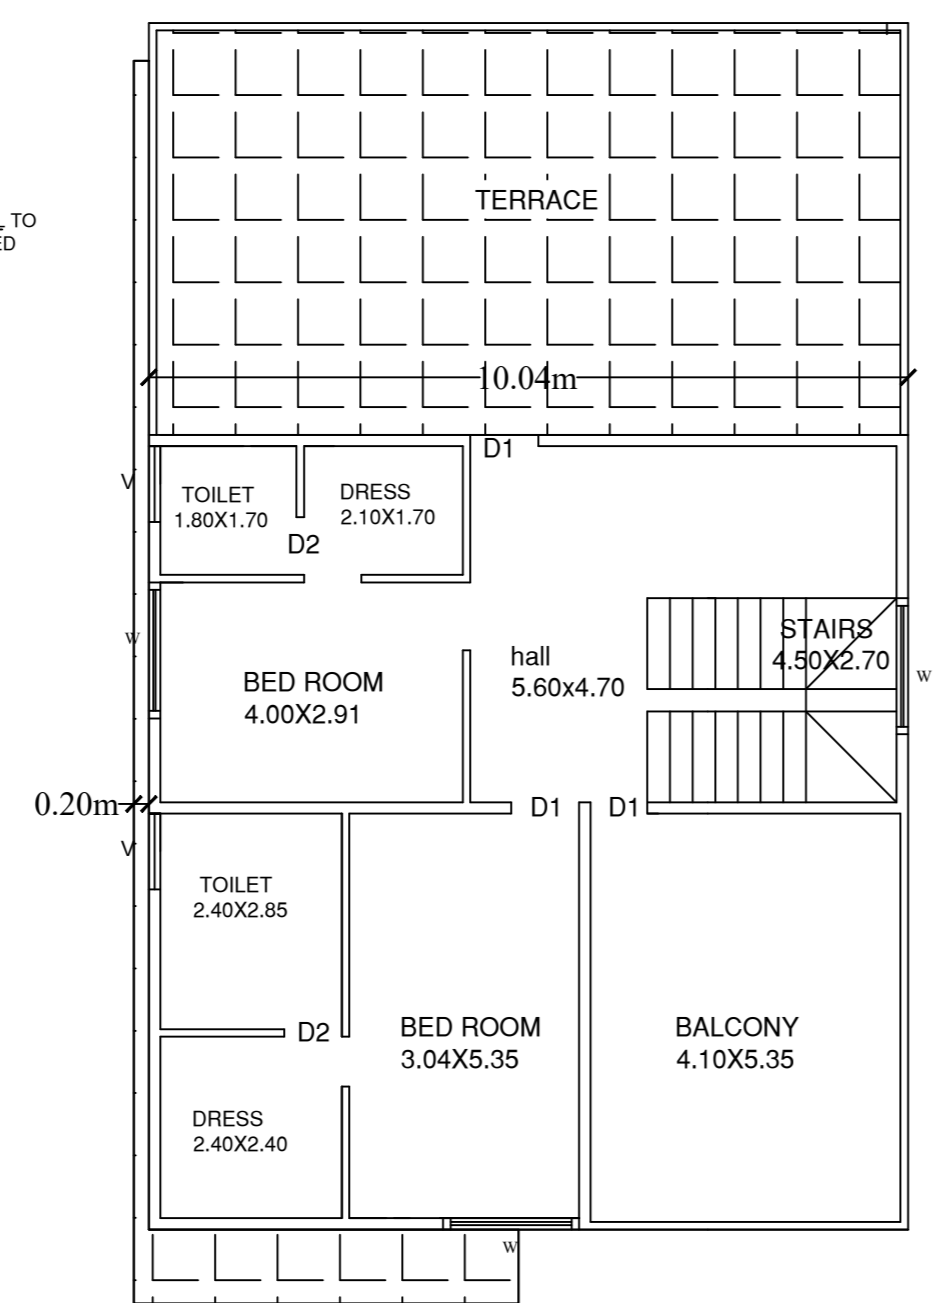 TO
ED
TERRACE
10.04m
D1
V
TOILET
1.80X1.70
DRESS
2.10X1.70
D2
W
BED ROOM
4.00X2.91
hall
5.60x4.70
STAIRS
4.50X2.70
W
0.20m
D1
D1
V
TOILET
2.40X2.85
D2
BED ROOM
3.04X5.35
BALCONY
4.10X5.35
DRESS
2.40X2.40
W